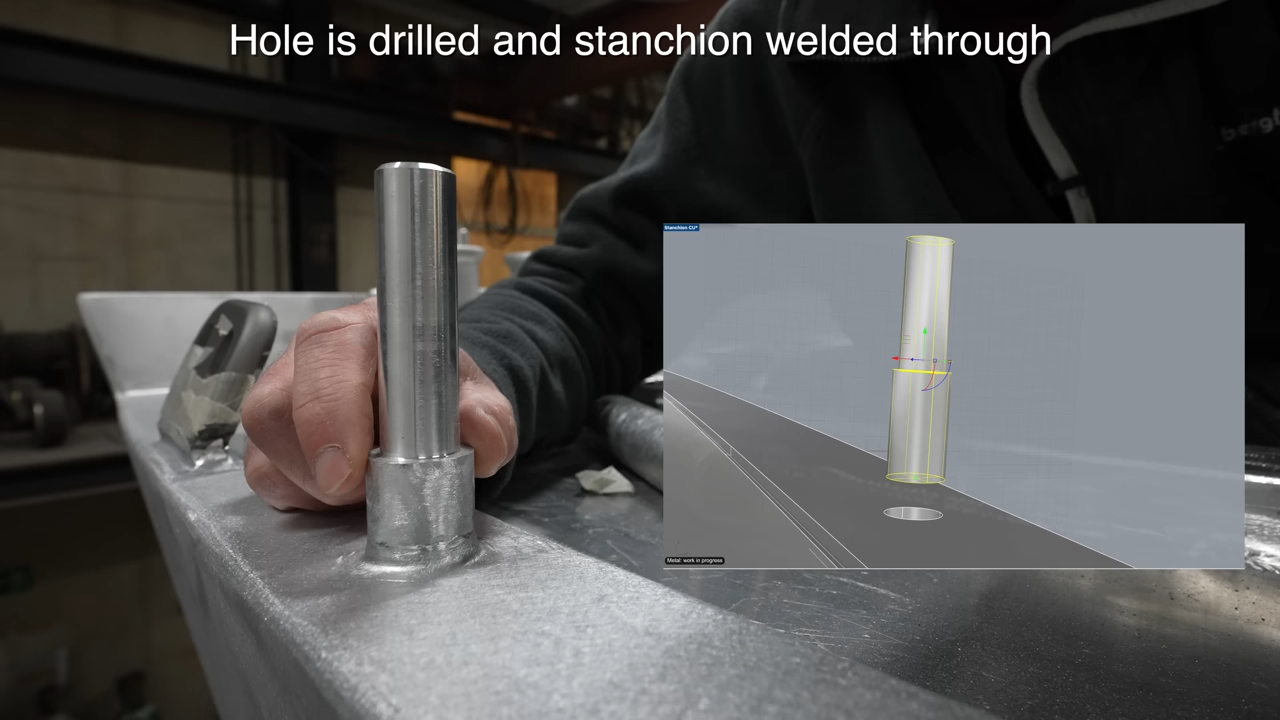 Hole is drilled and stanchion welded through
Stanchion CU*
Metal: work in progress